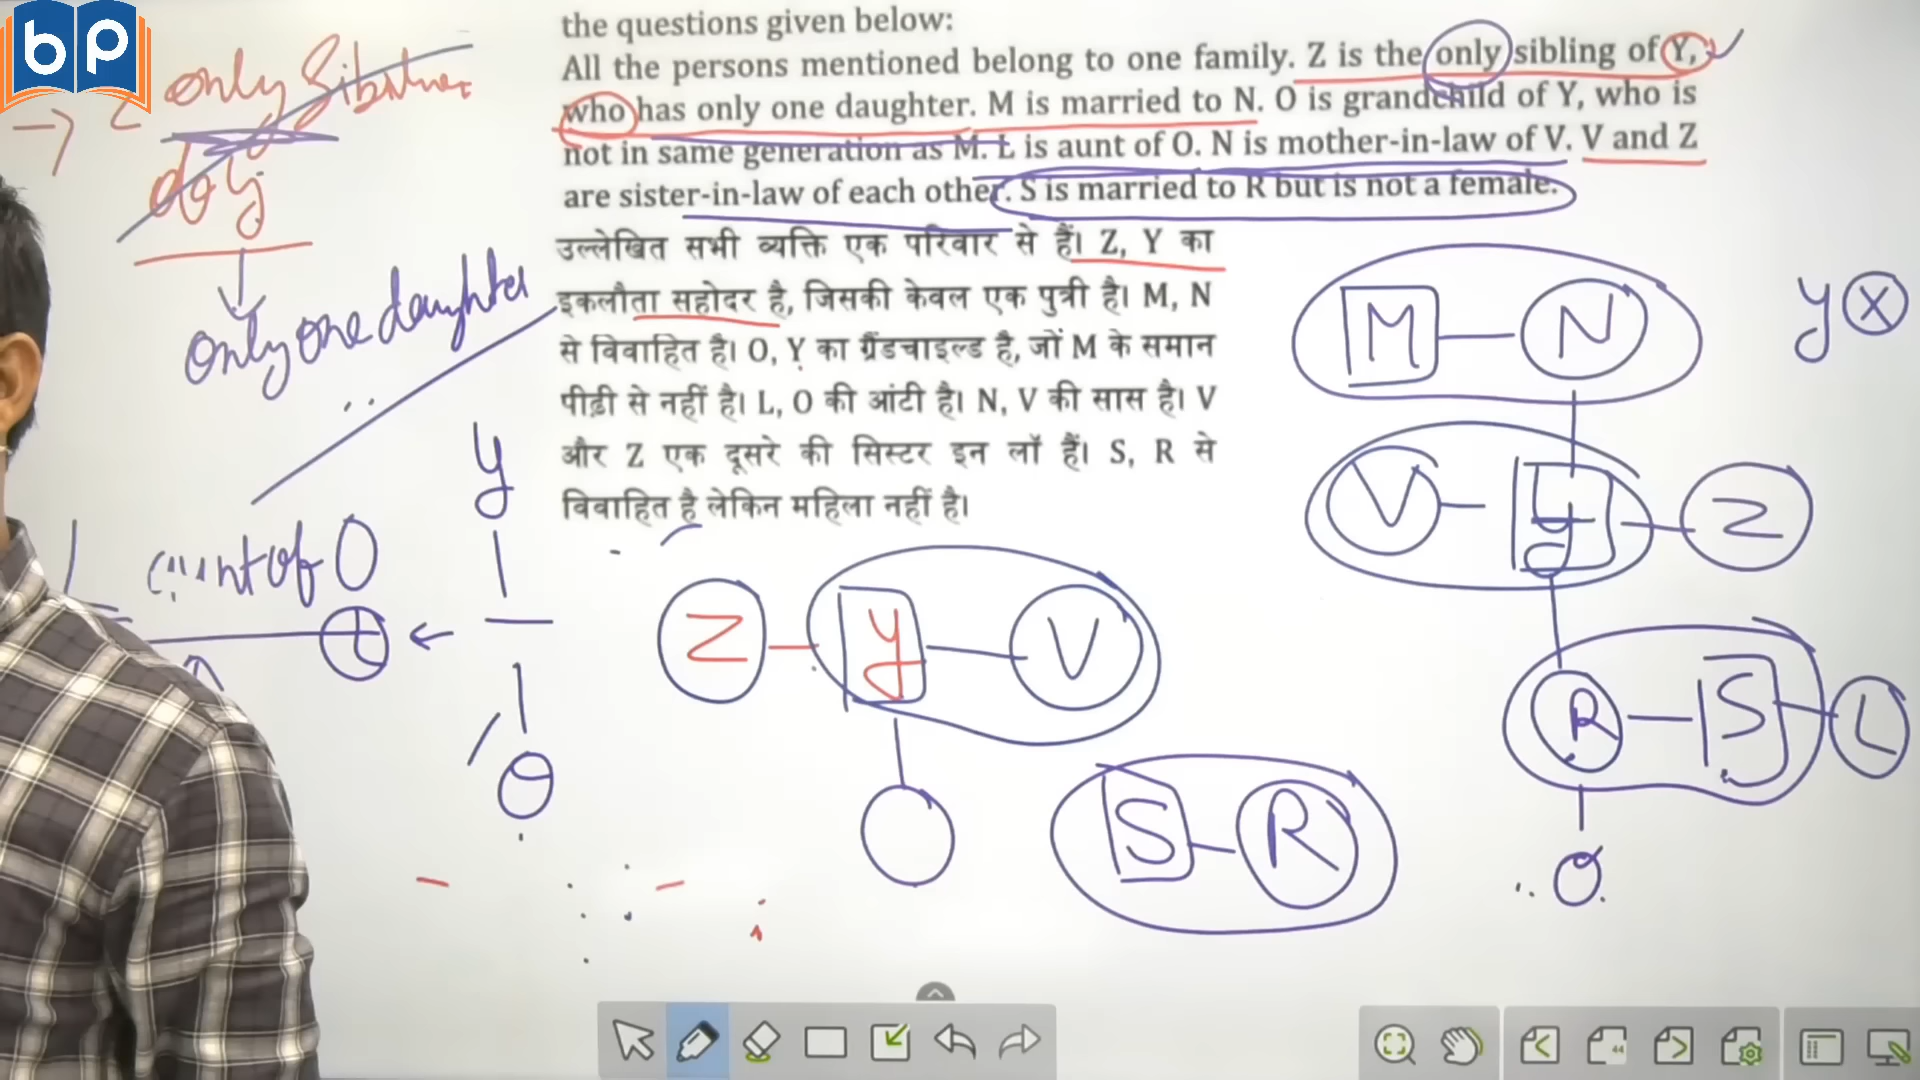 bp
the questions given below:
All the persons mentioned belong to one family. Z is the only sibling of Y,
who has only one daughter. M is married to N. O is grandchild of Y, who is
not in same generation as M. L is aunt of O. N is mother-in-law of V. V and Z
are sister-in-law of each other. S is married to R but is not a female.
उल्लेखित सभी व्यक्ति एक परिवार से हैं। Z, Y का
इकलौता सहोदर है, जिसकी केवल एक पुत्री है। M, N
से विवाहित है। O, Y का ग्रैंडचाइल्ड है, जों M के समान
पीढ़ी से नहीं है। L, O की आंटी है। N, V की सास है। V
और Z एक दूसरे की सिस्टर इन लॉ हैं। S, R से
विवाहित है लेकिन महिला नहीं है।
only
of y
only one daughter
y
aunt of O
O
M N
y X
V y Z
R S L
O
Z y V
S R
44